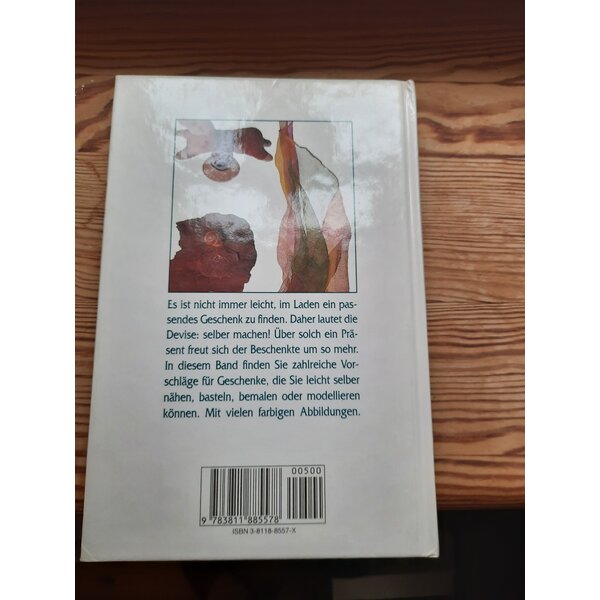 Es ist nicht immer leicht, im Laden ein pas-
sendes Geschenk zu finden. Daher lautet die
Devise: selber machen! Über solch ein Prä-
sent freut sich der Beschenkte um so mehr.
In diesem Band finden Sie zahlreiche Vor-
schläge für Geschenke, die Sie leicht selber
nähen, basteln, bemalen oder modellieren
können. Mit vielen farbigen Abbildungen.
00500
9 783811 885578
ISBN 3-8118-8557-X